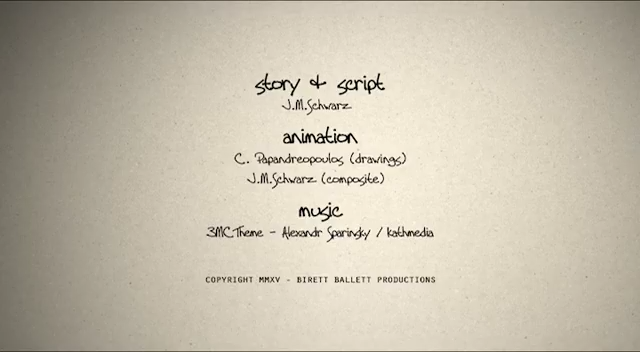 story & script
J.M.Schwarz
animation
C. Papandreopoulos (drawings)
J.M.Schwarz (composite)
music
3MC.Theme - Alexandr Sparinsky / kathmedia
COPYRIGHT MMXV - BIRETT BALLETT PRODUCTIONS